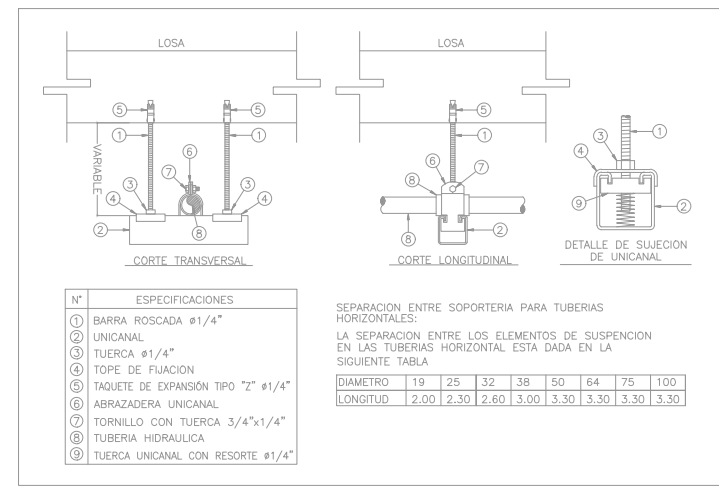 LOSA
5
5
1
1
6
7
VARIABLE
3
3
4
4
2
8
CORTE TRANSVERSAL
LOSA
5
1
6
7
8
2
8
CORTE LONGITUDINAL
1
3
4
9
2
DETALLE DE SUJECION
DE UNICANAL
N° ESPECIFICACIONES
1 BARRA ROSCADA ø1/4"
2 UNICANAL
3 TUERCA ø1/4"
4 TOPE DE FIJACION
5 TAQUETE DE EXPANSIÓN TIPO "Z" ø1/4"
6 ABRAZADERA UNICANAL
7 TORNILLO CON TUERCA 3/4"x1/4"
8 TUBERIA HIDRAULICA
9 TUERCA UNICANAL CON RESORTE ø1/4"
SEPARACION ENTRE SOPORTERIA PARA TUBERIAS
HORIZONTALES:
LA SEPARACION ENTRE LOS ELEMENTOS DE SUSPENCION
EN LAS TUBERIAS HORIZONTAL ESTA DADA EN LA
SIGUIENTE TABLA
DIAMETRO 19 25 32 38 50 64 75 100
LONGITUD 2.00 2.30 2.60 3.00 3.30 3.30 3.30 3.30